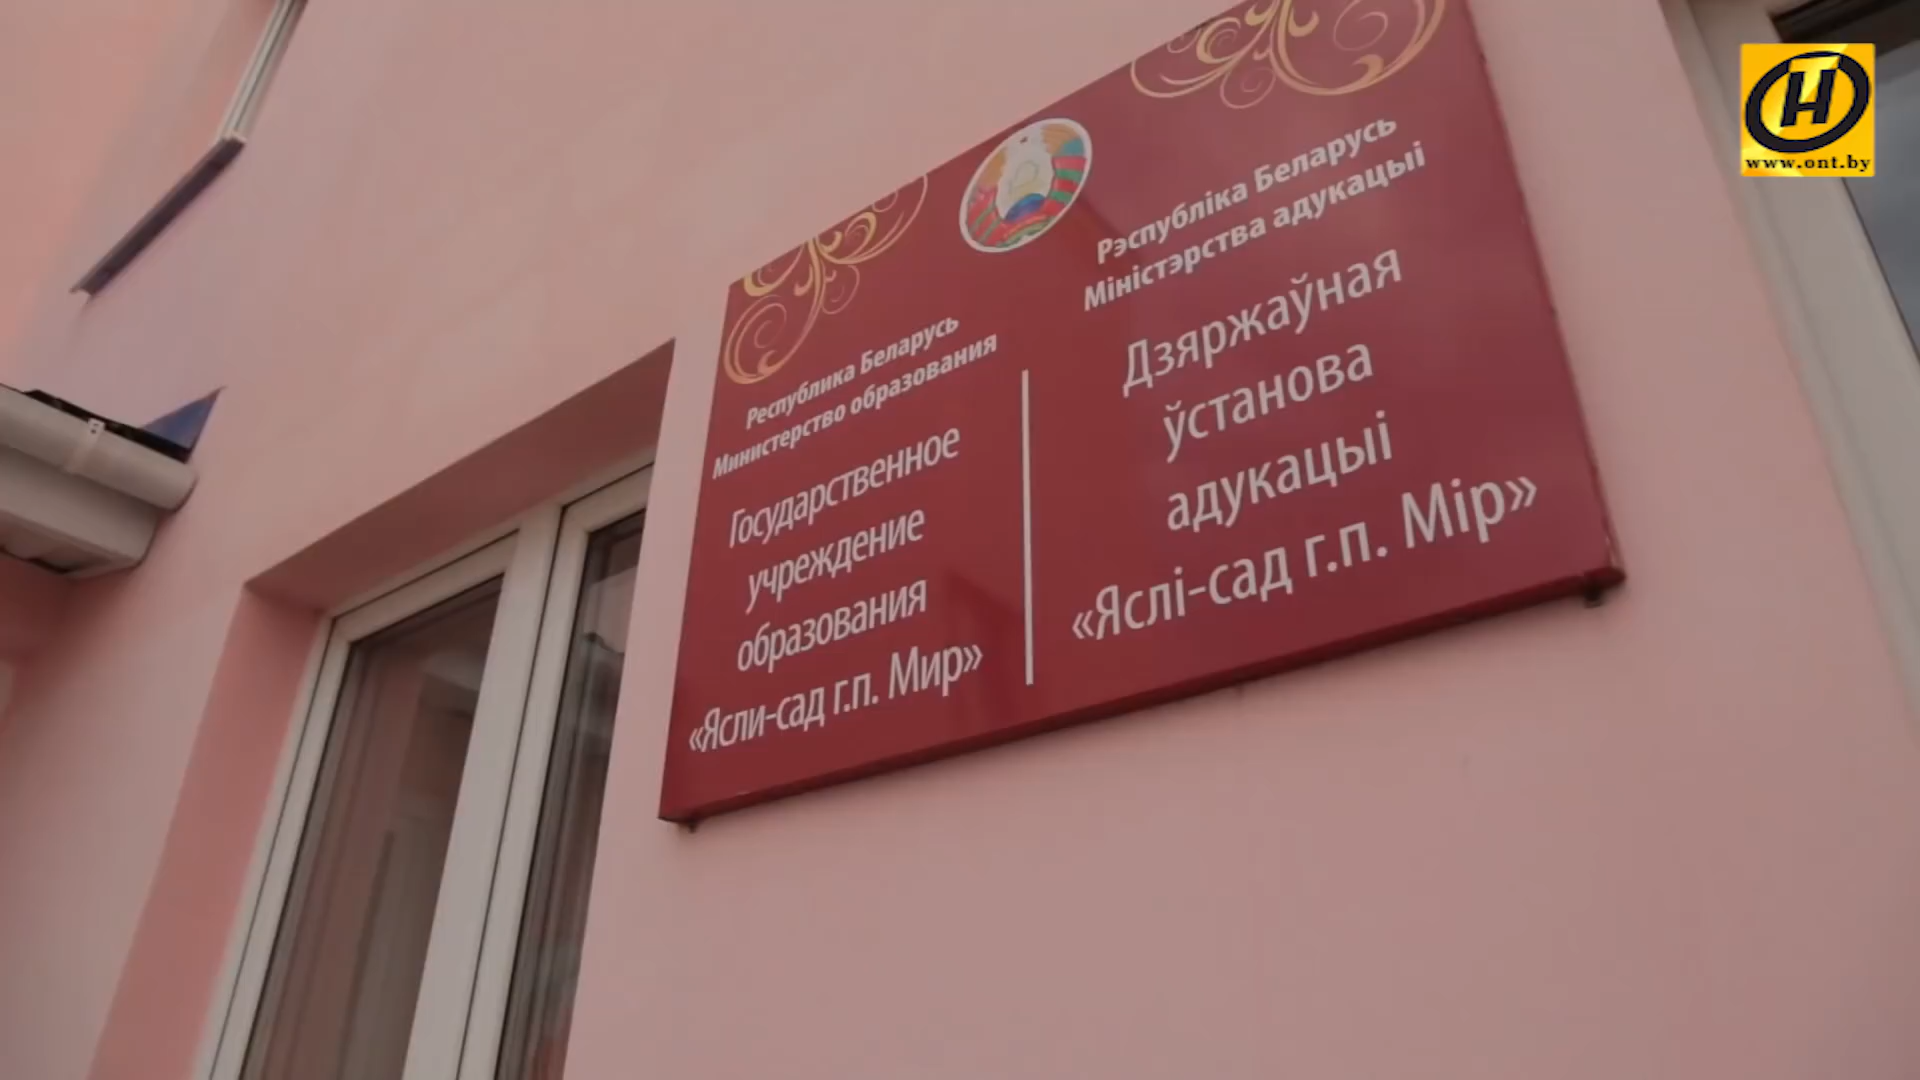 Республика Беларусь
Министерство образования
Государственное
учреждение
образования
«Ясли-сад г.п. Мир»
Рэспубліка Беларусь
Міністэрства адукацыі
Дзяржаўная
ўстанова
адукацыі
«Яслі-сад г.п. Мір»
ОНТ
www.ont.by